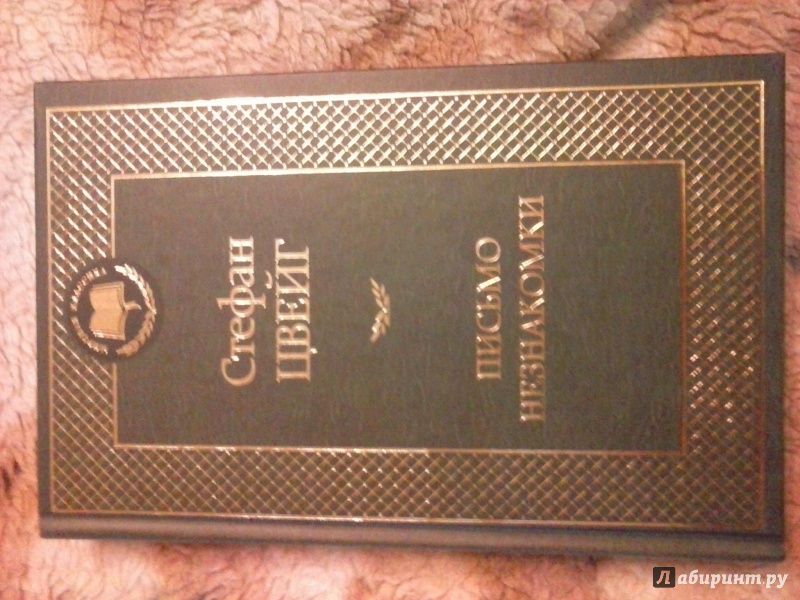 Стефан
ЦВЕЙГ
ПИСЬМО
НЕЗНАКОМКИ
Лабиринт.ру